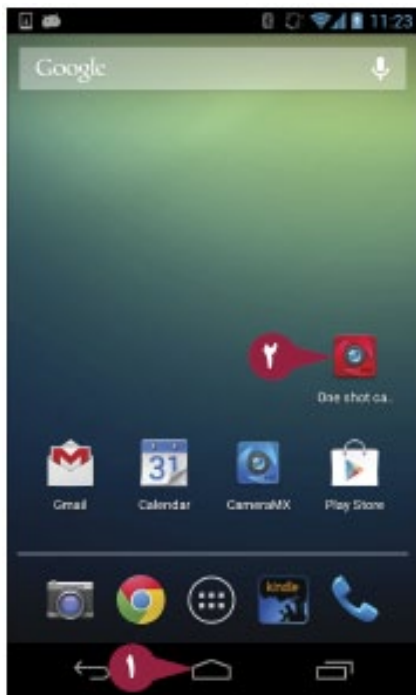 11:23
Google
٢
One shot ca..
31
Gmail Calendar CameraMX Play Store
kindle
١